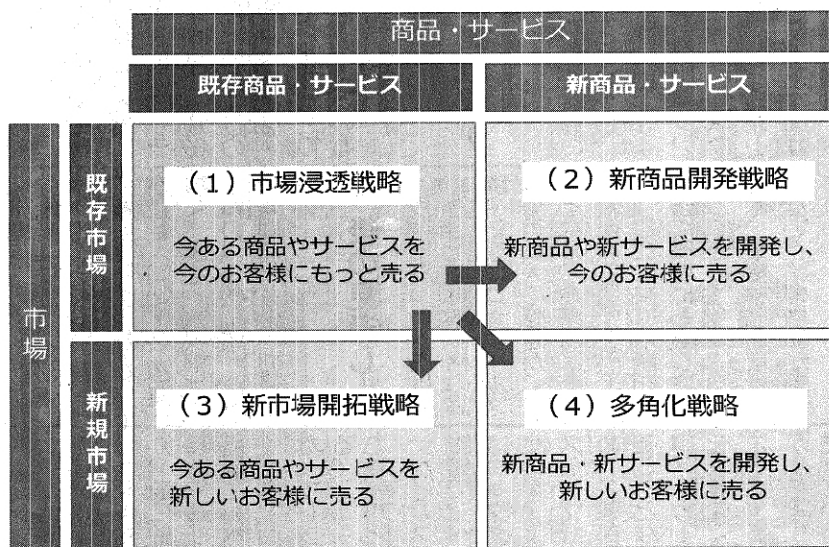 商品・サービス
既存商品・サービス
新商品・サービス
市場
既存市場
(1)市場浸透戦略
今ある商品やサービスを
今のお客様にもっと売る
(2)新商品開発戦略
新商品や新サービスを開発し、
今のお客様に売る
新規市場
(3)新市場開拓戦略
今ある商品やサービスを
新しいお客様に売る
(4)多角化戦略
新商品・新サービスを開発し、
新しいお客様に売る